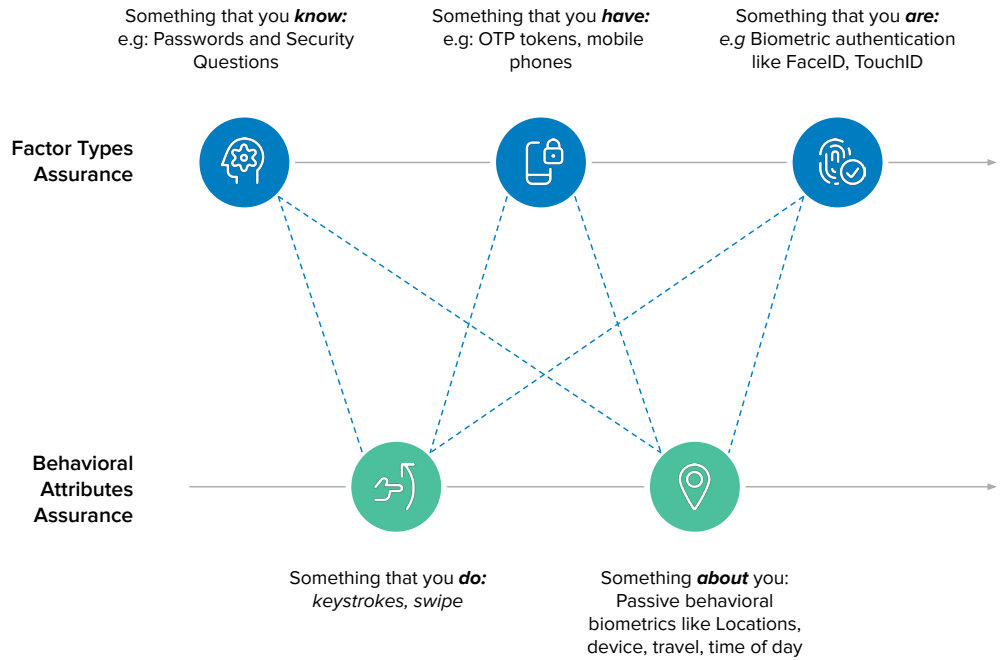 Something that you know:
e.g: Passwords and Security
Questions
Something that you have:
e.g: OTP tokens, mobile
phones
Something that you are:
e.g Biometric authentication
like FaceID, TouchID
Factor Types
Assurance
Behavioral
Attributes
Assurance
Something that you do:
keystrokes, swipe
Something about you:
Passive behavioral
biometrics like Locations,
device, travel, time of day